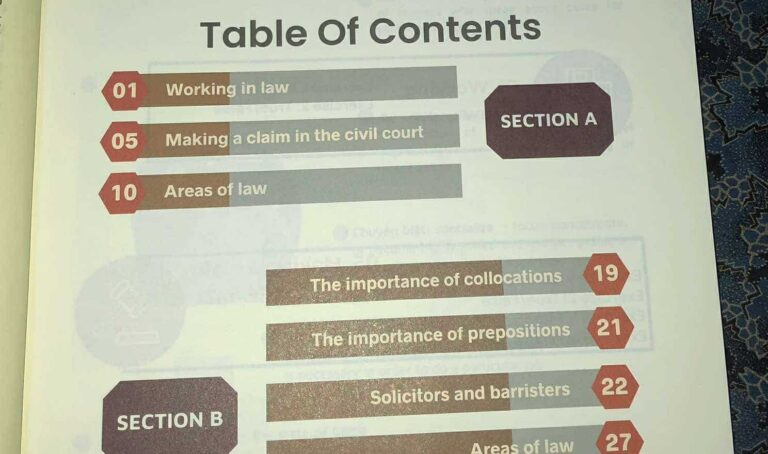 Table Of Contents
01 Working in law
05 Making a claim in the civil court
10 Areas of law
SECTION A
The importance of collocations 19
The importance of prepositions 21
Solicitors and barristers 22
SECTION B
Areas of law 27